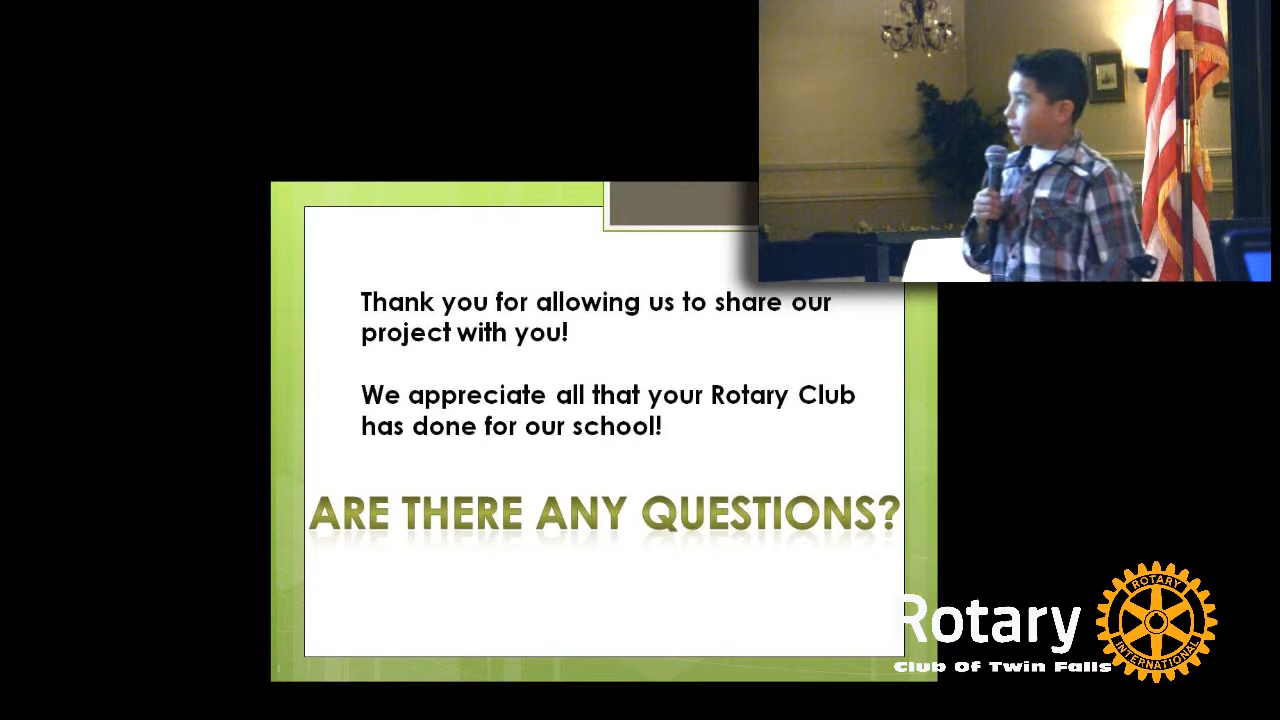 Thank you for allowing us to share our
project with you!
We appreciate all that your Rotary Club
has done for our school!
ARE THERE ANY QUESTIONS?
Rotary
Club Of Twin Falls
ROTARY
INTERNATIONAL